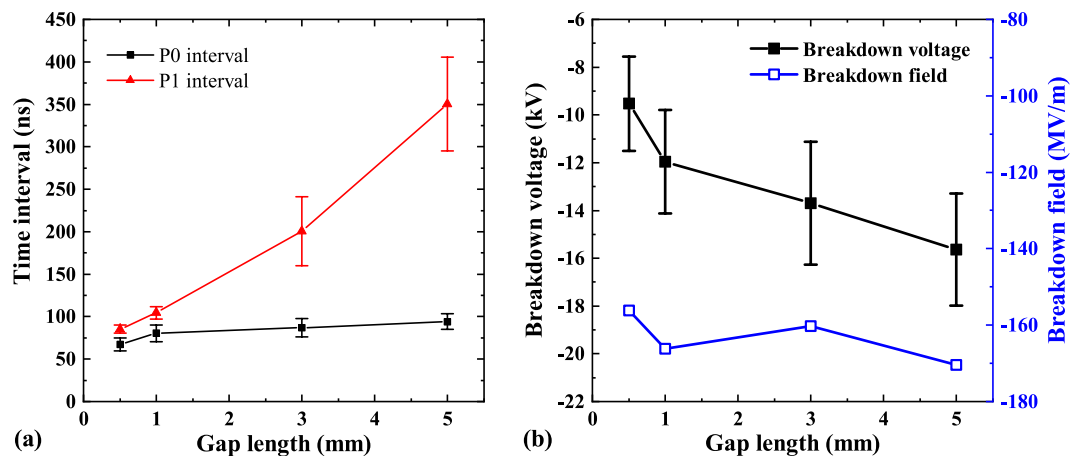 450
400
350
300
250
200
150
100
50
0
Time interval (ns)
P0 interval
P1 interval
0 1 2 3 4 5
Gap length (mm)
(a)
-6
-8
-10
-12
-14
-16
-18
-20
-22
Breakdown voltage (kV)
Breakdown voltage
Breakdown field
-80
-100
-120
-140
-160
-180
Breakdown field (MV/m)
0 1 2 3 4 5
Gap length (mm)
(b)